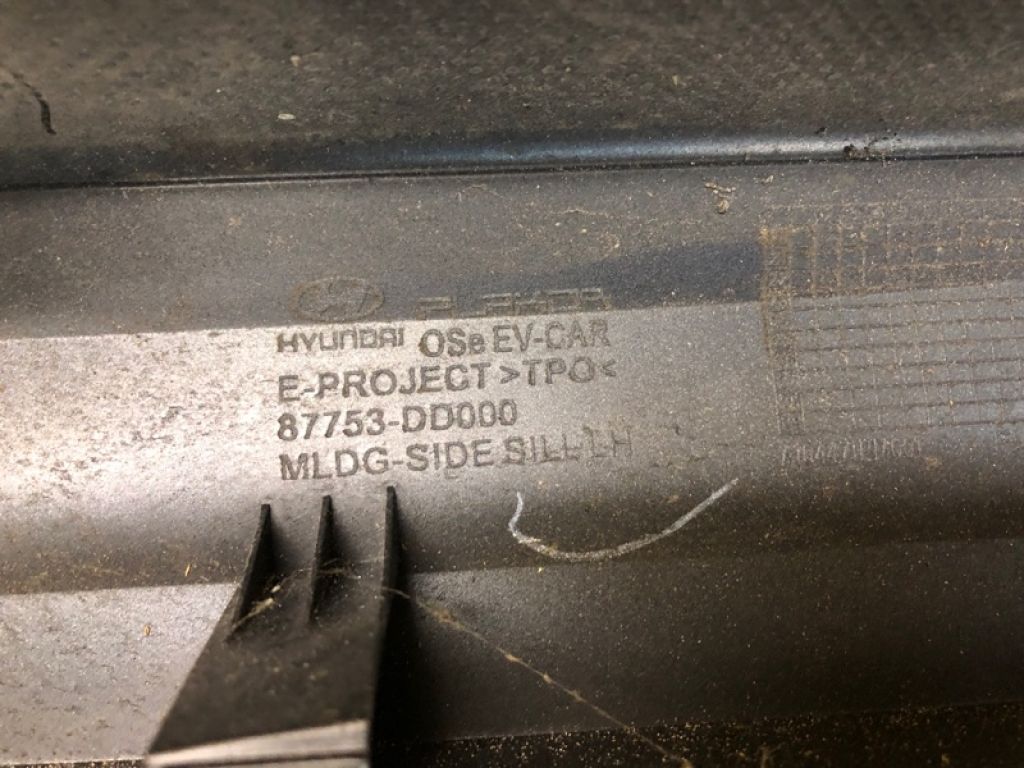 HYUNDAI OSe EV-CAR
E-PROJECT >TPO<
87753-DD000
MLDG-SIDE SILL-LH